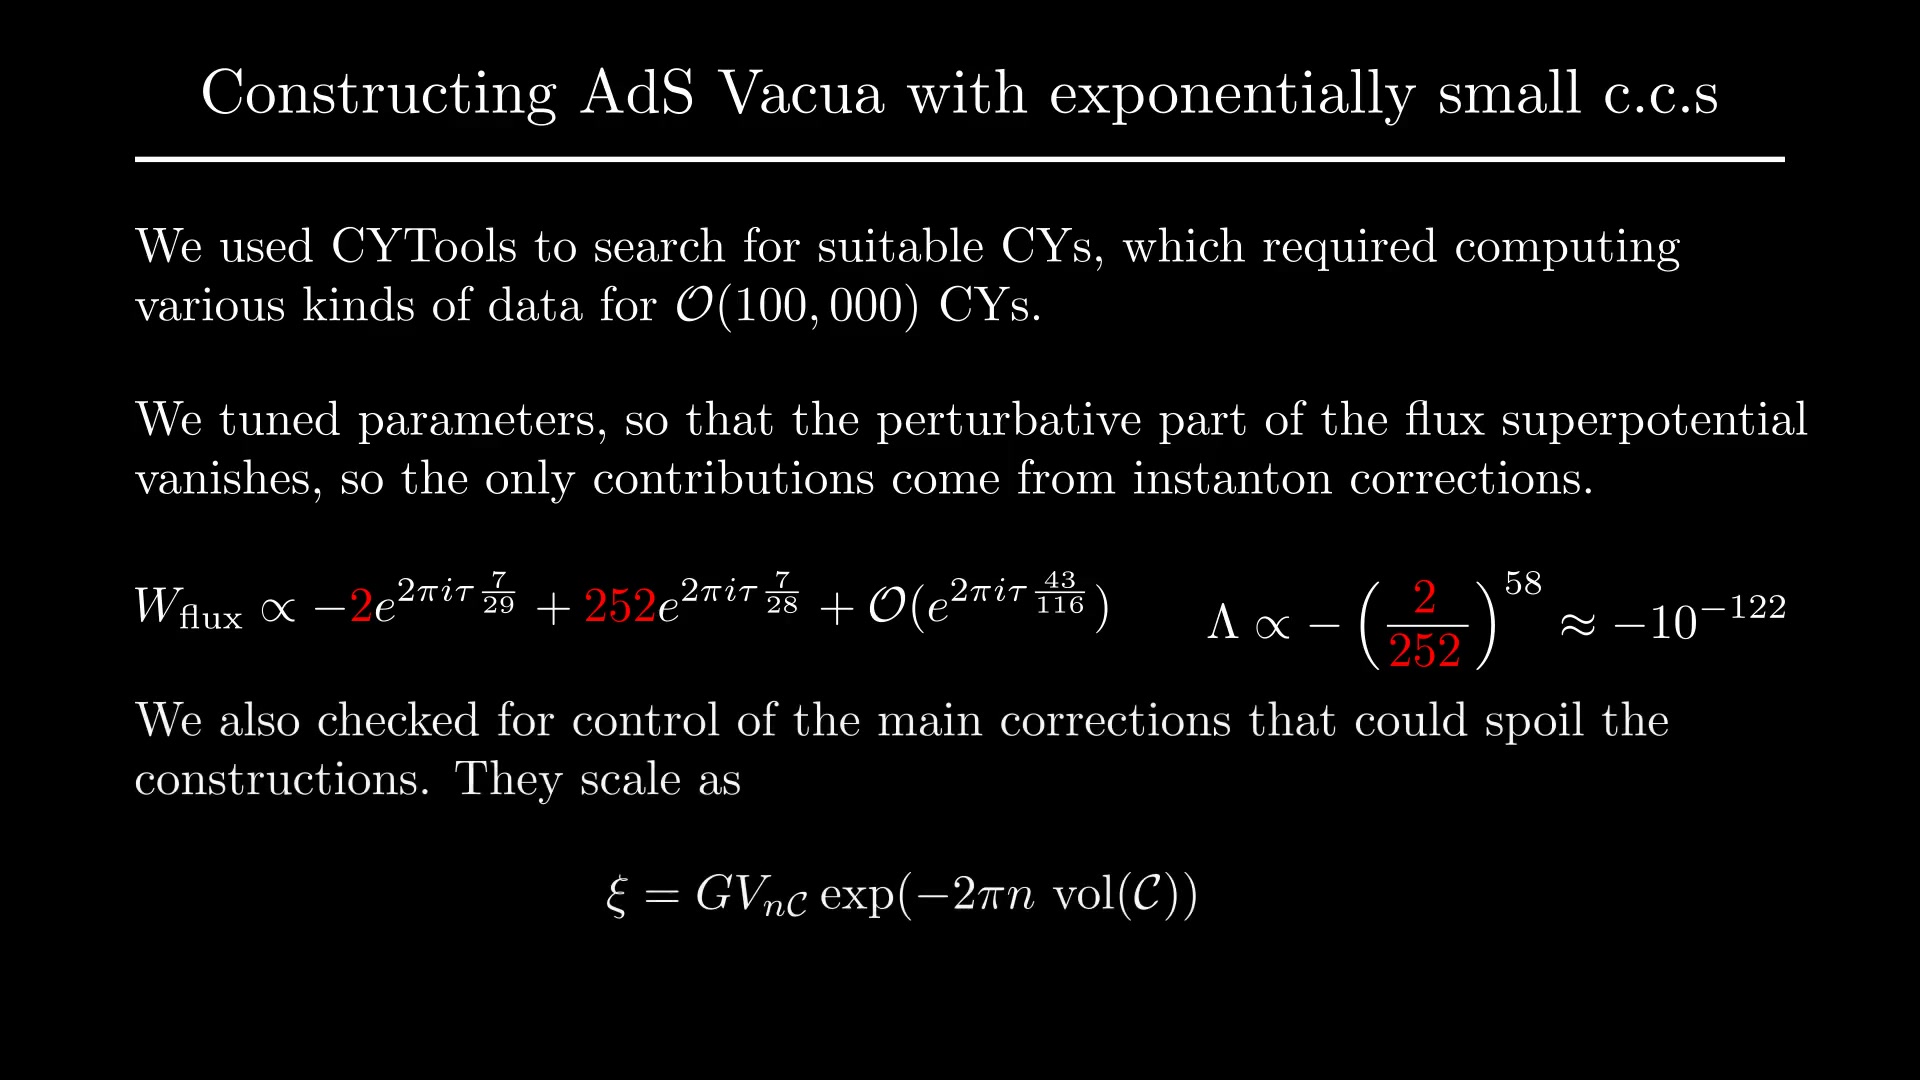 Constructing AdS Vacua with exponentially small c.c.s
We used CYTools to search for suitable CYs, which required computing
various kinds of data for 𝒪(100,000) CYs.
We tuned parameters, so that the perturbative part of the flux superpotential
vanishes, so the only contributions come from instanton corrections.
$W_{\text{flux}} \propto -2e^{2\pi i\tau\frac{7}{29}} + 252e^{2\pi i\tau\frac{7}{28}} + \mathcal{O}(e^{2\pi i\tau\frac{43}{116}})$ $\Lambda \propto -\left(\frac{2}{252}\right)^{58} \approx -10^{-122}$
We also checked for control of the main corrections that could spoil the
constructions. They scale as
$\xi = GV_{n\mathcal{C}} \exp(-2\pi n \text{ vol}(\mathcal{C}))$